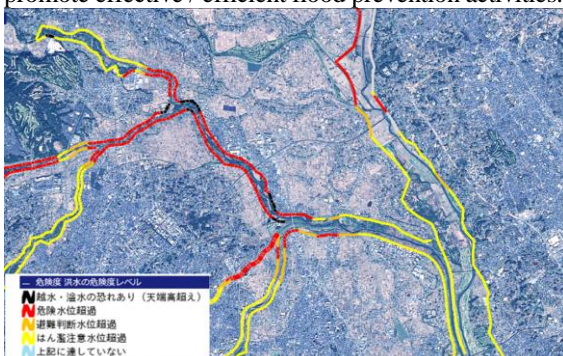 promote effective / efficient flood prevention activities.
危険度 洪水の危険度レベル
越水・溢水の恐れあり（天端高超え）
危険水位超過
避難判断水位超過
はん濫注意水位超過
上記に達していない